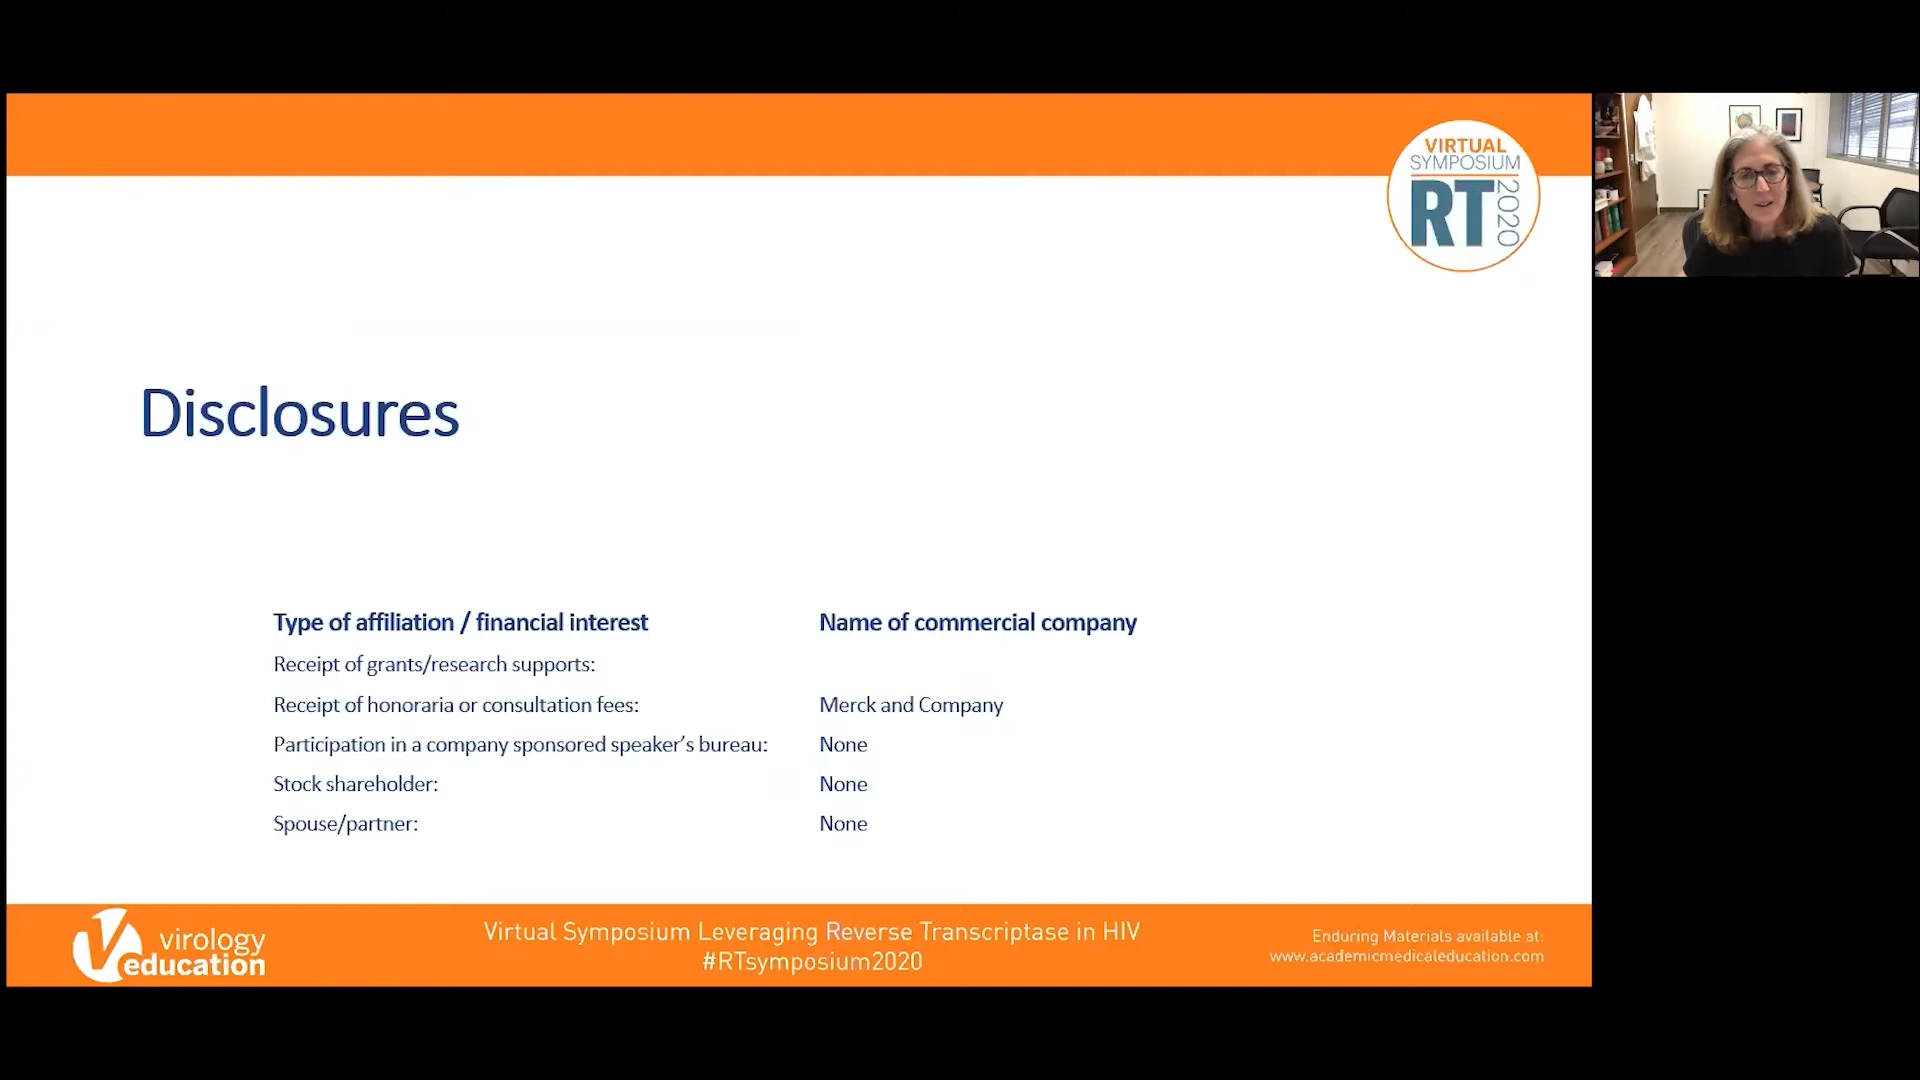 VIRTUAL
SYMPOSIUM
RT 2020
Disclosures
Type of affiliation / financial interest Name of commercial company
Receipt of grants/research supports:
Receipt of honoraria or consultation fees: Merck and Company
Participation in a company sponsored speaker’s bureau: None
Stock shareholder: None
Spouse/partner: None
virology
education
Virtual Symposium Leveraging Reverse Transcriptase in HIV
#RTsymposium2020
Enduring Materials available at:
www.academicmedicaleducation.com